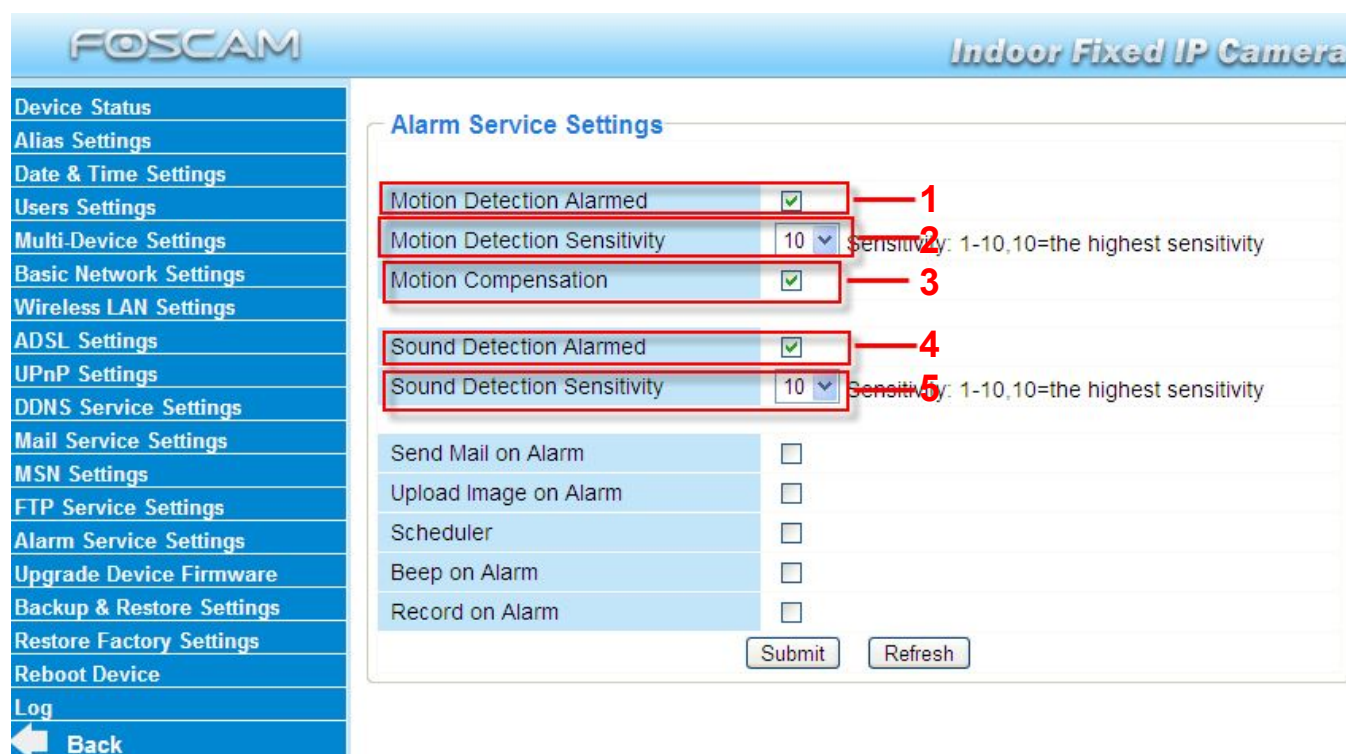 FOSCAM
Indoor Fixed IP Camera
Device Status
Alias Settings
Date & Time Settings
Users Settings
Multi-Device Settings
Basic Network Settings
Wireless LAN Settings
ADSL Settings
UPnP Settings
DDNS Service Settings
Mail Service Settings
MSN Settings
FTP Service Settings
Alarm Service Settings
Upgrade Device Firmware
Backup & Restore Settings
Restore Factory Settings
Reboot Device
Log
Back
Alarm Service Settings
Motion Detection Alarmed 1
Motion Detection Sensitivity 10 2 Sensitivity: 1-10,10=the highest sensitivity
Motion Compensation 3
Sound Detection Alarmed 4
Sound Detection Sensitivity 10 5 Sensitivity: 1-10,10=the highest sensitivity
Send Mail on Alarm
Upload Image on Alarm
Scheduler
Beep on Alarm
Record on Alarm
Submit Refresh